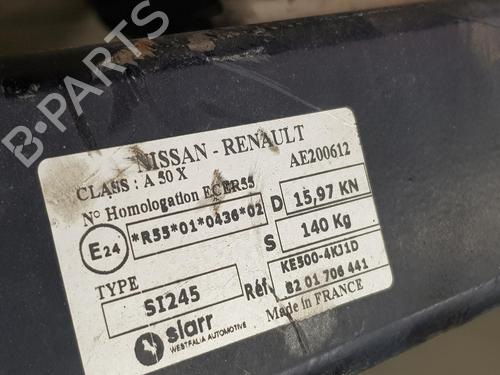 B-PARTS
NISSAN - RENAULT
CLASS : A 50 X
AE200612
N° Homologation ECER55
E24
*R55*01*0436*02
D 15,97 KN
S 140 Kg
TYPE
SI245
Réf. KE500-4KJ1D
82 01 706 441
Made in FRANCE
siarr
WESTFALIA AUTOMOTIVE